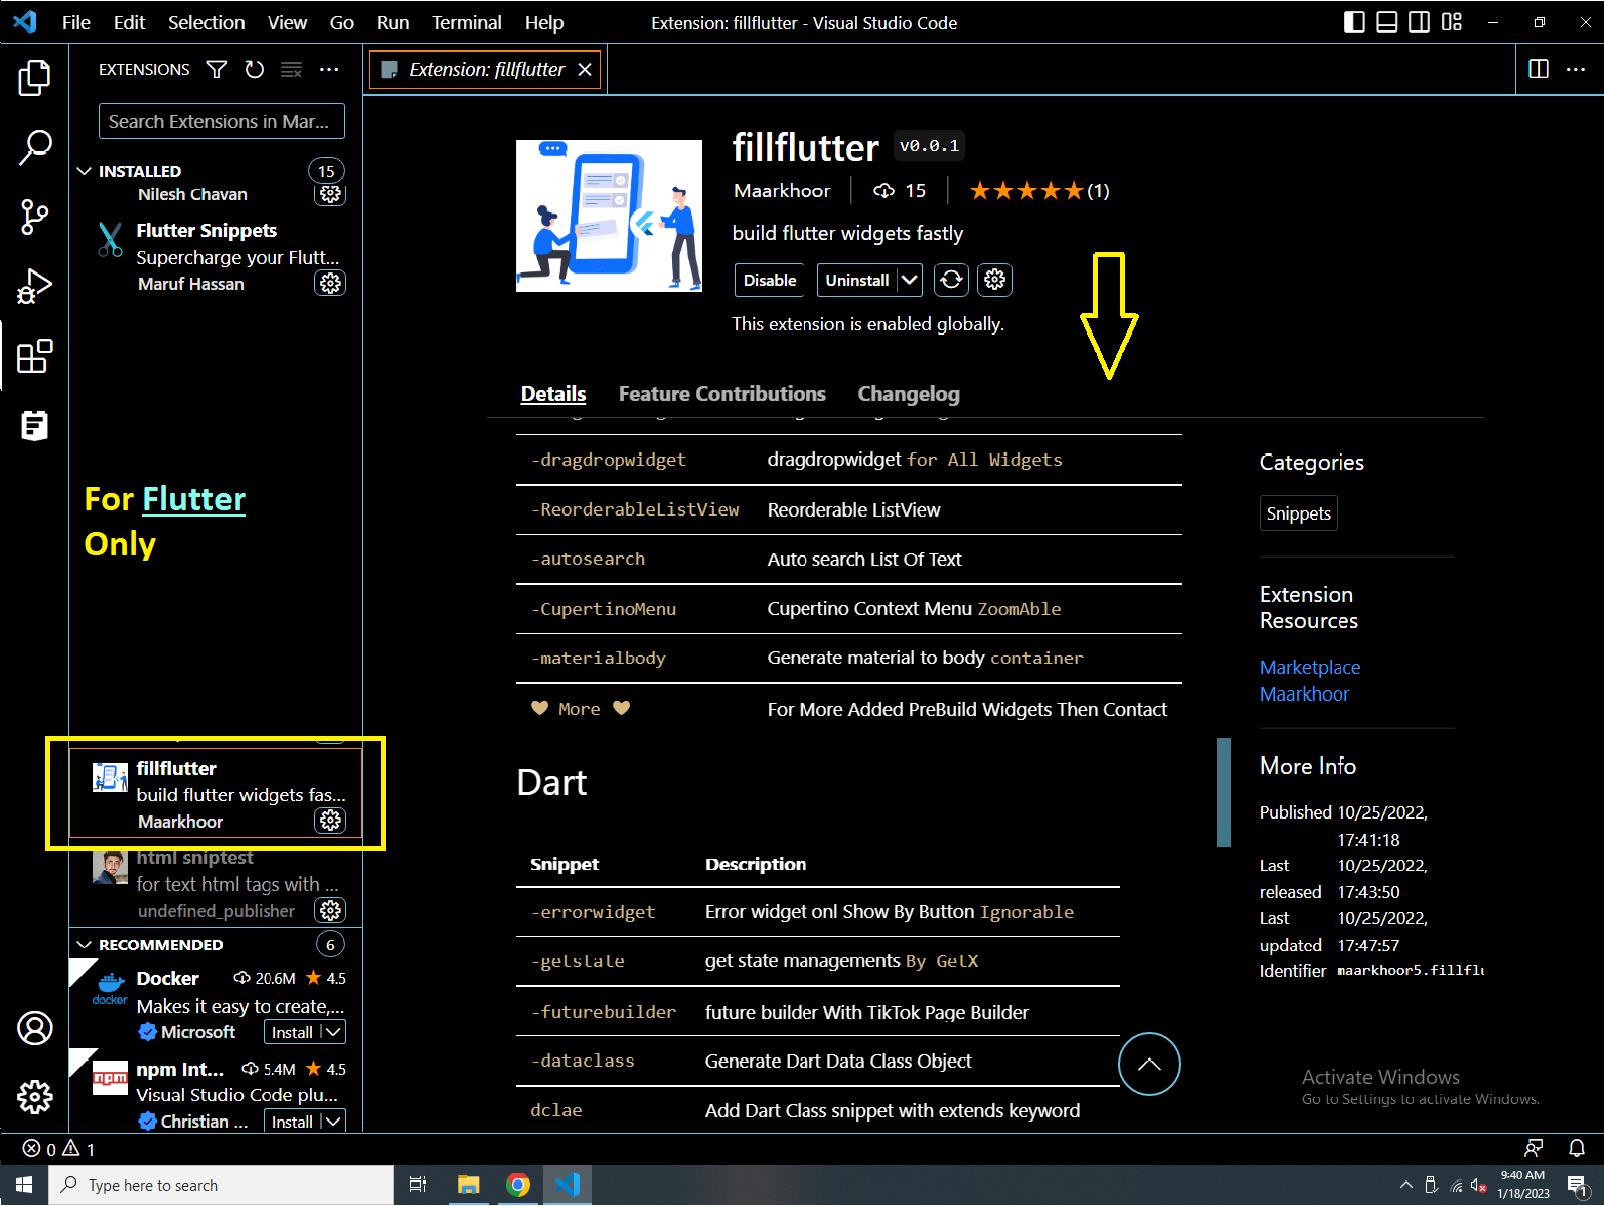 File Edit Selection View Go Run Terminal Help
Extension: fillflutter - Visual Studio Code
EXTENSIONS
Extension: fillflutter
Search Extensions in Mar...
INSTALLED 15
Nilesh Chavan
Flutter Snippets
Supercharge your Flutt...
Maruf Hassan
For Flutter
Only
fillflutter
build flutter widgets fas...
Maarkhoor
html sniptest
for text html tags with ...
undefined_publisher
RECOMMENDED 6
Docker 20.6M ★ 4.5
docker
Makes it easy to create,...
Microsoft Install
npm Int... 5.4M ★ 4.5
npm
Visual Studio Code plu...
Christian ... Install
fillflutter v0.0.1
Maarkhoor 15 ★★★★★(1)
build flutter widgets fastly
Disable Uninstall
This extension is enabled globally.
Details Feature Contributions Changelog
-dragdropwidget dragdropwidget for All Widgets
-ReorderableListView Reorderable ListView
-autosearch Auto search List Of Text
-CupertinoMenu Cupertino Context Menu ZoomAble
-materialbody Generate material to body container
♥ More ♥ For More Added PreBuild Widgets Then Contact
Dart
Snippet Description
-errorwidget Error widget onl Show By Button Ignorable
-getstate get state managements By GetX
-futurebuilder future builder With TikTok Page Builder
-dataclass Generate Dart Data Class Object
dclae Add Dart Class snippet with extends keyword
Categories
Snippets
Extension
Resources
Marketplace
Maarkhoor
More Info
Published 10/25/2022,
17:41:18
Last 10/25/2022,
released 17:43:50
Last 10/25/2022,
updated 17:47:57
Identifier maarkhoor5.fillflu
Activate Windows
Go to Settings to activate Windows.
0 1
Type here to search
9:40 AM
1/18/2023
1